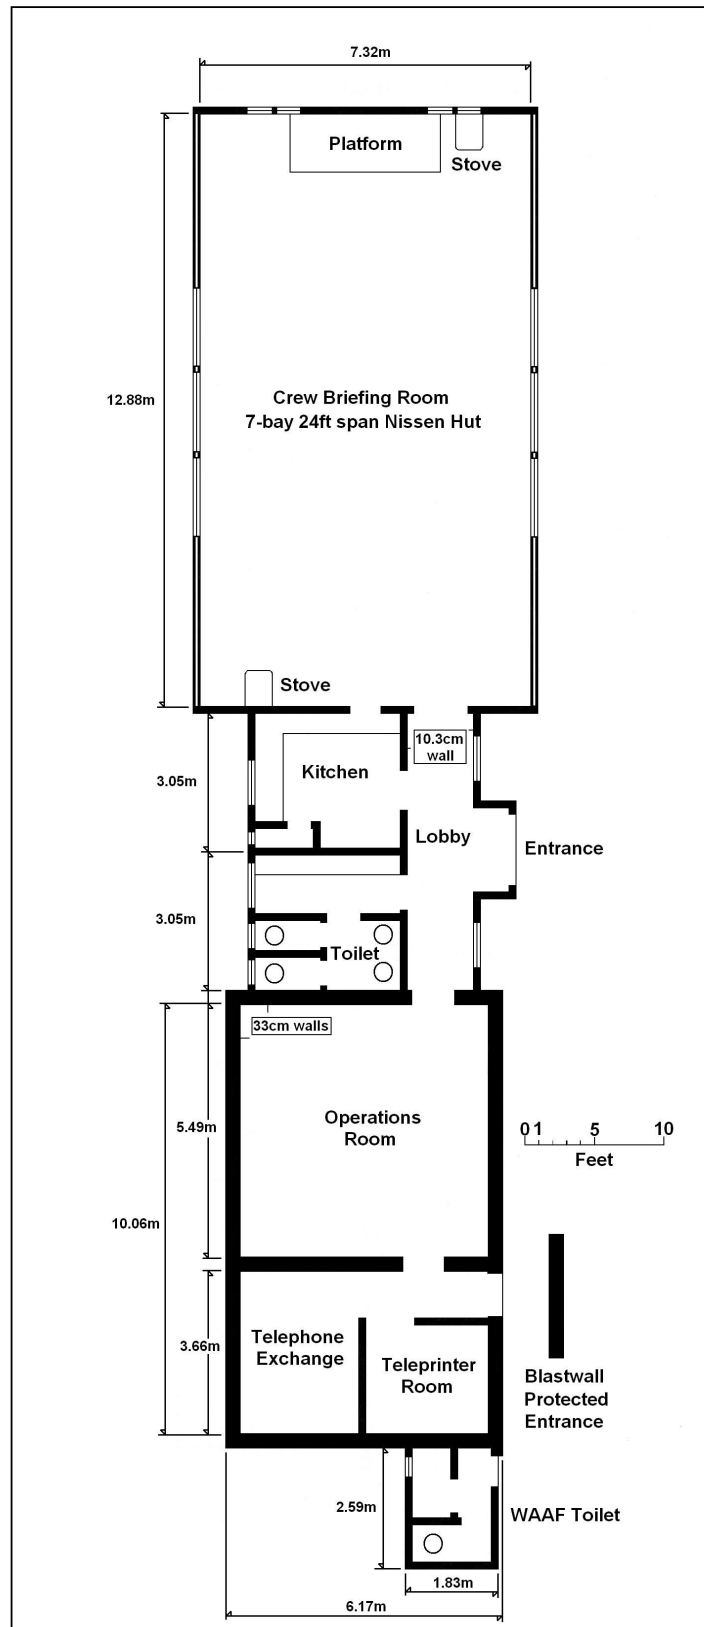 7.32m
Platform
Stove
12.88m
Crew Briefing Room
7-bay 24ft span Nissen Hut
Stove
10.3cm
wall
Kitchen
3.05m
Lobby
Entrance
3.05m
Toilet
33cm walls
Operations
Room
5.49m
0 1 5 10
Feet
10.06m
Telephone
Exchange
3.66m
Teleprinter
Room
Blastwall
Protected
Entrance
2.59m
WAAF Toilet
1.83m
6.17m